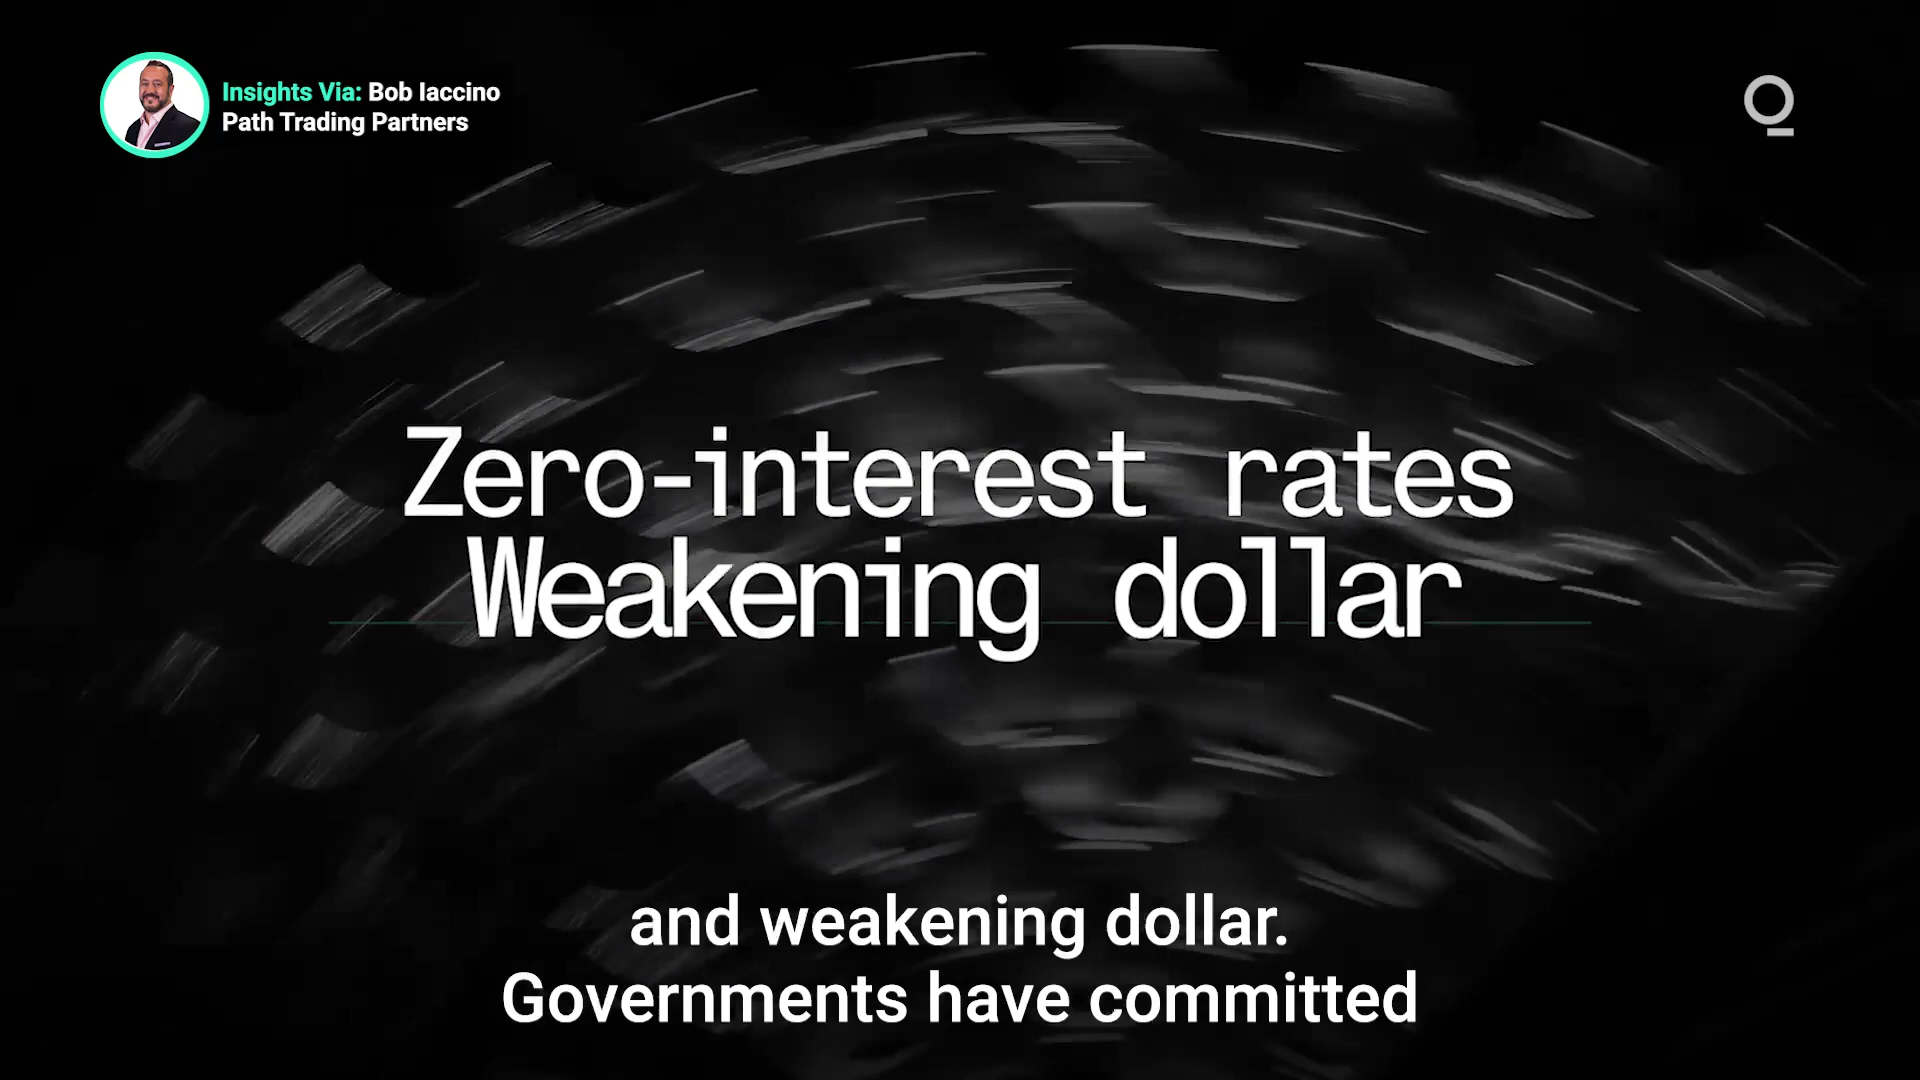 Insights Via: Bob Iaccino
Path Trading Partners
Zero-interest rates
Weakening dollar
and weakening dollar.
Governments have committed